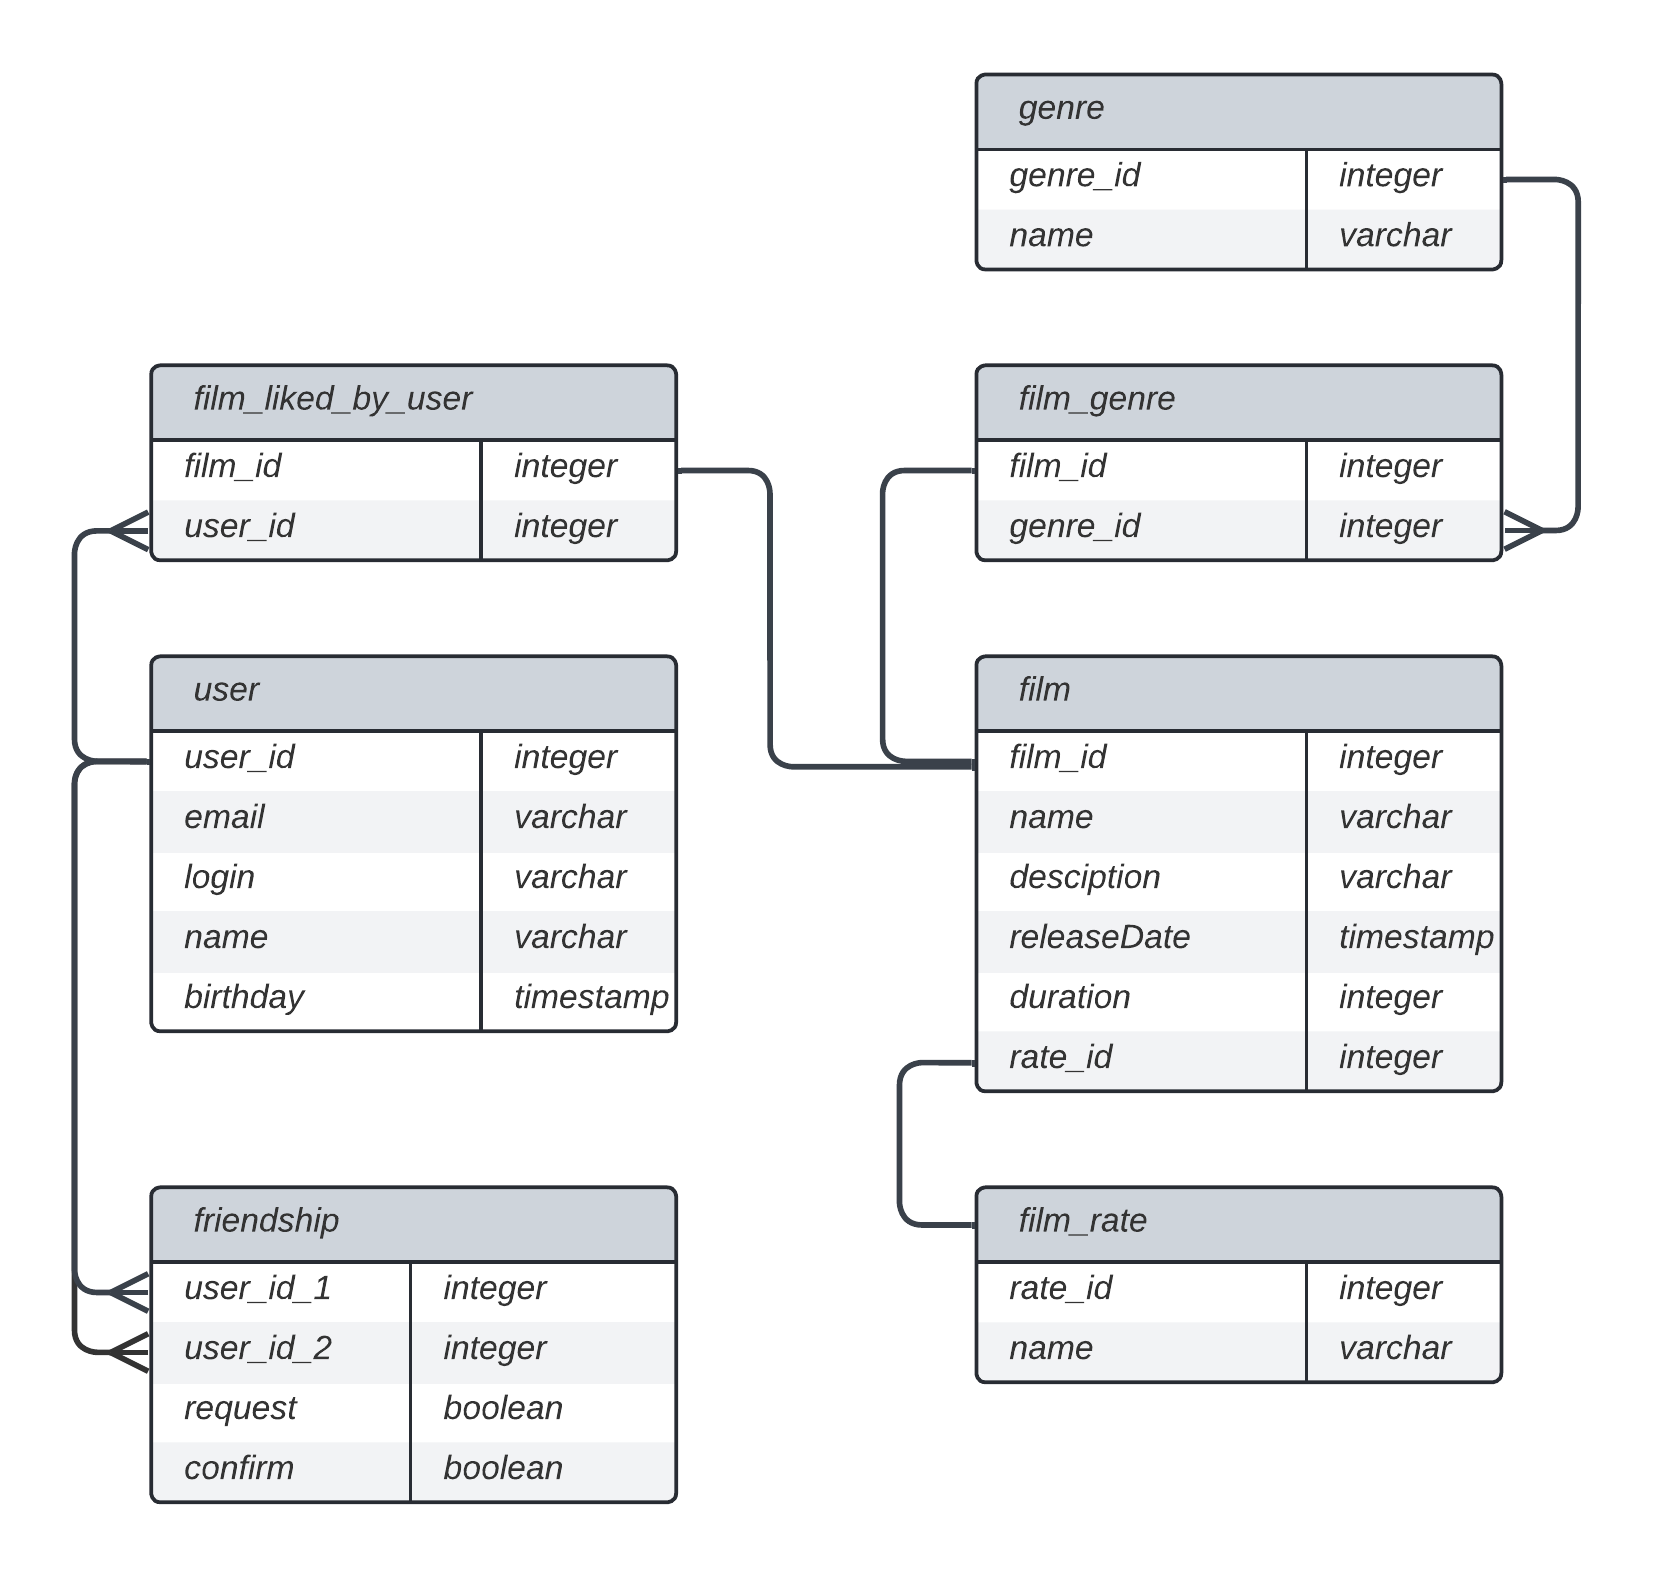 genre
genre_id integer
name varchar
film_liked_by_user
film_id integer
user_id integer
film_genre
film_id integer
genre_id integer
user
user_id integer
email varchar
login varchar
name varchar
birthday timestamp
film
film_id integer
name varchar
desciption varchar
releaseDate timestamp
duration integer
rate_id integer
friendship
user_id_1 integer
user_id_2 integer
request boolean
confirm boolean
film_rate
rate_id integer
name varchar